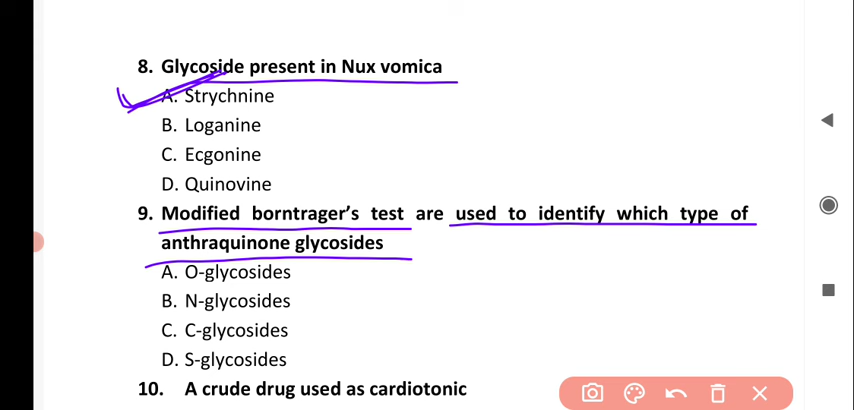 8. Glycoside present in Nux vomica
A. Strychnine
B. Loganine
C. Ecgonine
D. Quinovine
9. Modified borntrager's test are used to identify which type of
anthraquinone glycosides
A. O-glycosides
B. N-glycosides
C. C-glycosides
D. S-glycosides
10. A crude drug used as cardiotonic